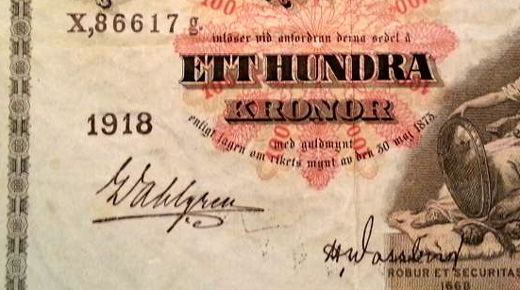 X,86617 g.
inlöser vid anfordran denna sedel å
ETT HUNDRA
KRONOR
med guldmynt
enligt lagen om rikets mynt av den 30 maj 1873.
1918
Wahlgren
ROBUR ET SECURITAS
1668